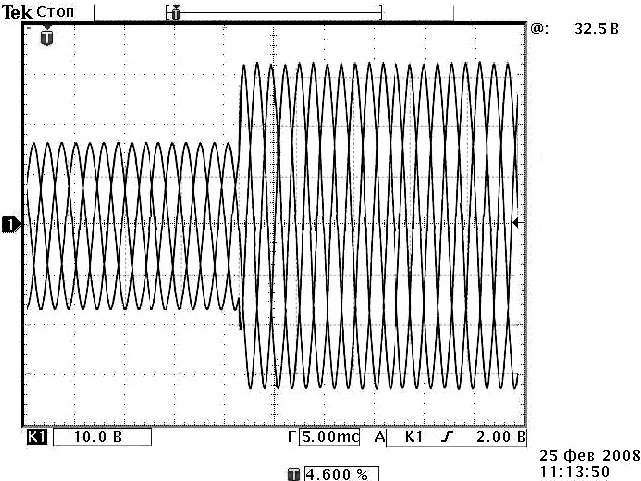 Tek Стоп
T
T
@: 32.5 В
1
К1 10.0 В Г 5.00мс А К1 2.00 В
25 фев 2008
11:13:50
T 4.600 %